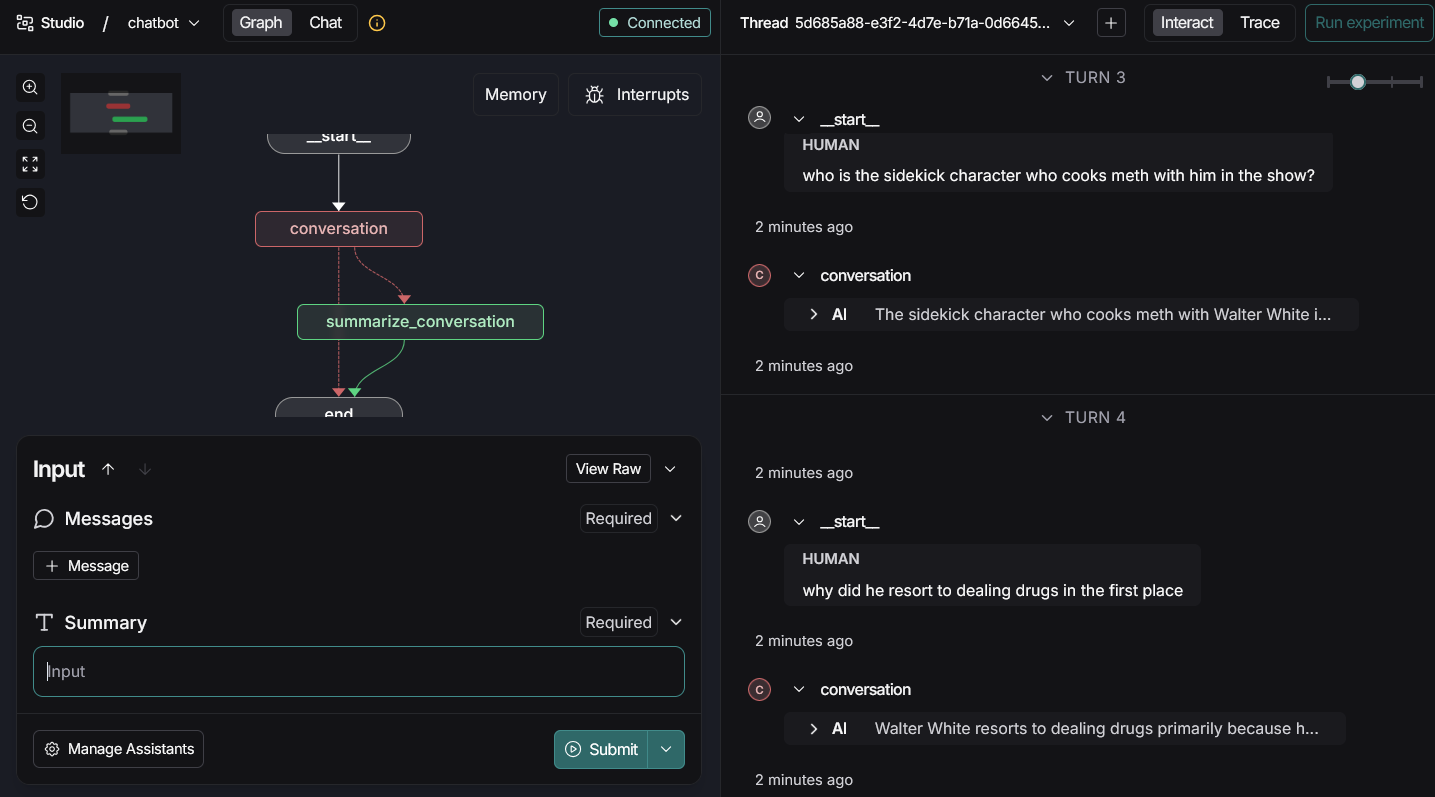 Studio / chatbot Graph Chat Connected
Memory Interrupts
__start__
conversation
summarize_conversation
end
Input View Raw
Messages Required
+ Message
Summary Required
Input
Manage Assistants Submit
Thread 5d685a88-e3f2-4d7e-b71a-0d6645... + Interact Trace Run experiment
TURN 3
__start__
HUMAN
who is the sidekick character who cooks meth with him in the show?
2 minutes ago
C conversation
AI The sidekick character who cooks meth with Walter White i...
2 minutes ago
TURN 4
2 minutes ago
__start__
HUMAN
why did he resort to dealing drugs in the first place
2 minutes ago
C conversation
AI Walter White resorts to dealing drugs primarily because h...
2 minutes ago